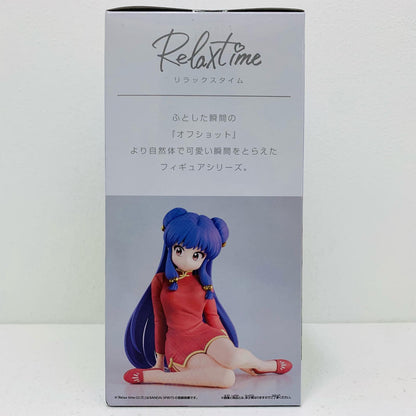 Relaxtime
リラックスタイム
ふとした瞬間の
『オフショット』
より自然体で可愛い瞬間をとらえた
フィギュアシリーズ。